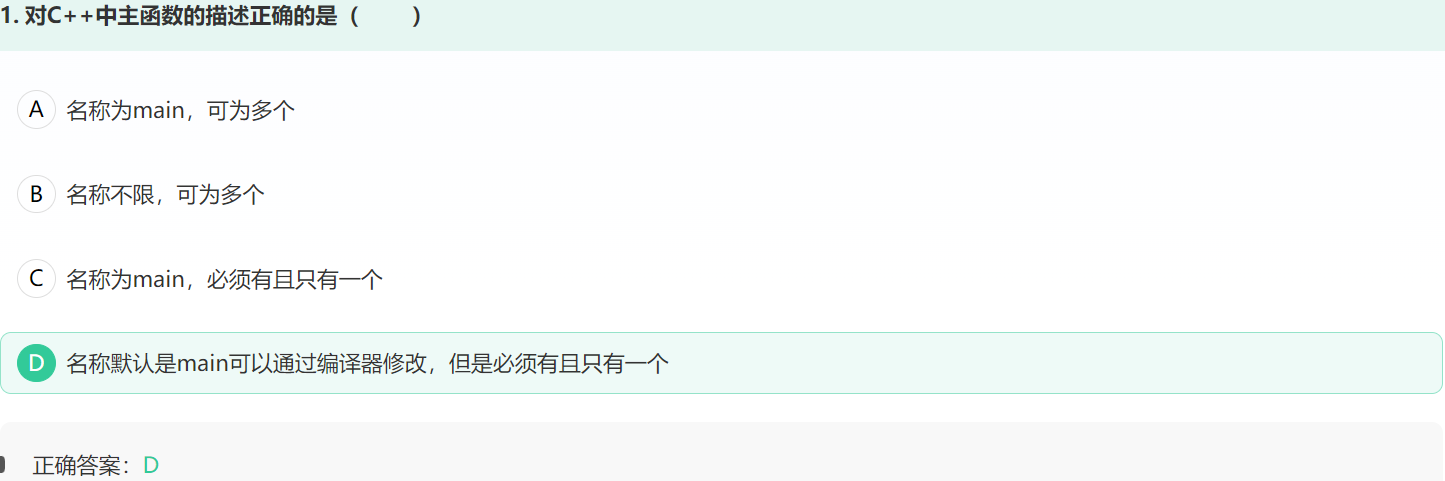 1. 对C++中主函数的描述正确的是（　　）
A 名称为main，可为多个
B 名称不限，可为多个
C 名称为main，必须有且只有一个
D 名称默认是main可以通过编译器修改，但是必须有且只有一个
正确答案：D